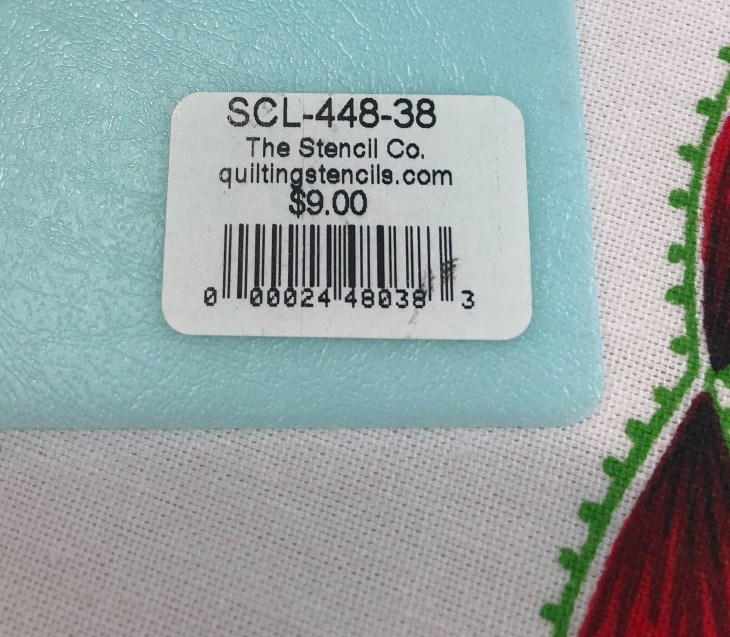 SCL-448-38
The Stencil Co.
quiltingstencils.com
$9.00
0 00024 48038 3